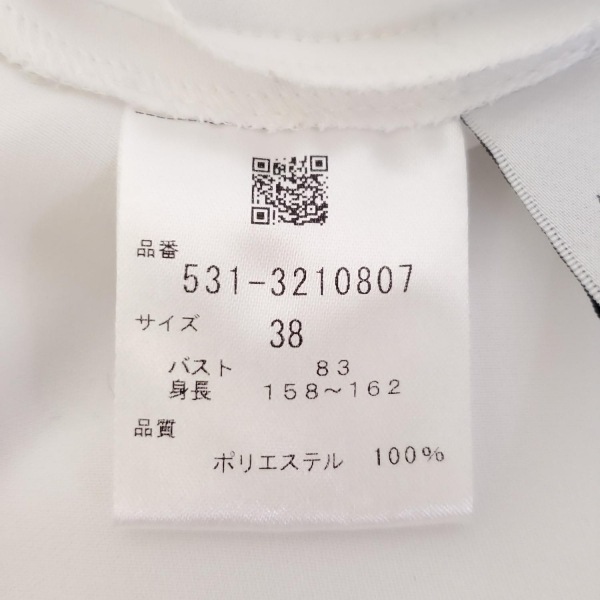 品番
531-3210807
サイズ 38
バスト 83
身長 158～162
品質
ポリエステル 100%